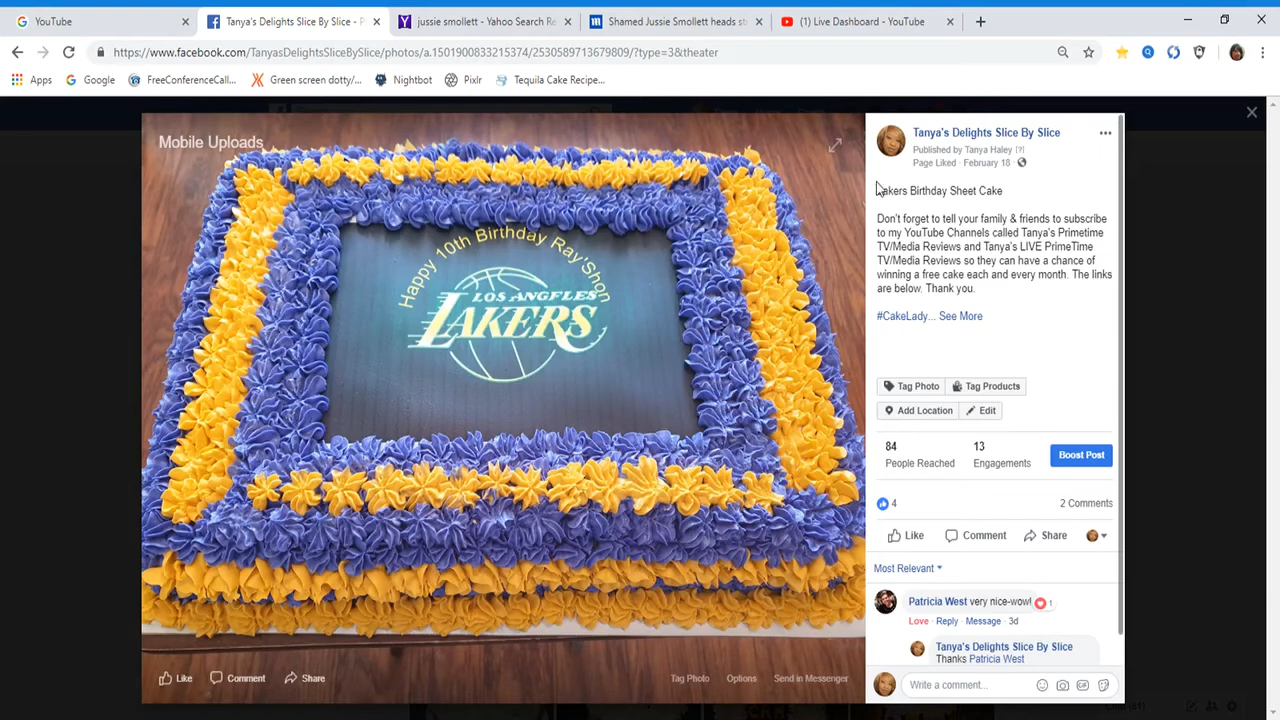 YouTube
Tanya's Delights Slice By Slice - P
jussie smollett - Yahoo Search Re
Shamed Jussie Smollett heads st
(1) Live Dashboard - YouTube
https://www.facebook.com/TanyasDelightsSliceBySlice/photos/a.1501900833215374/2530589713679809/?type=3&theater
Apps
Google
FreeConferenceCall...
Green screen dotty/...
Nightbot
Pixlr
Tequila Cake Recipe...
Mobile Uploads
Happy 10th Birthday Ray'Shon
LOS ANGELES
LAKERS
Like
Comment
Share
Tag Photo
Options
Send in Messenger
Tanya's Delights Slice By Slice
Published by Tanya Haley [?]
Page Liked · February 18 ·
Lakers Birthday Sheet Cake
Don't forget to tell your family & friends to subscribe
to my YouTube Channels called Tanya's Primetime
TV/Media Reviews and Tanya's LIVE PrimeTime
TV/Media Reviews so they can have a chance of
winning a free cake each and every month. The links
are below. Thank you.
#CakeLady... See More
Tag Photo
Tag Products
Add Location
Edit
84
People Reached
13
Engagements
Boost Post
4
2 Comments
Like
Comment
Share
Most Relevant
Patricia West very nice-wow!
1
Love · Reply · Message · 3d
Tanya's Delights Slice By Slice
Thanks Patricia West
Write a comment...